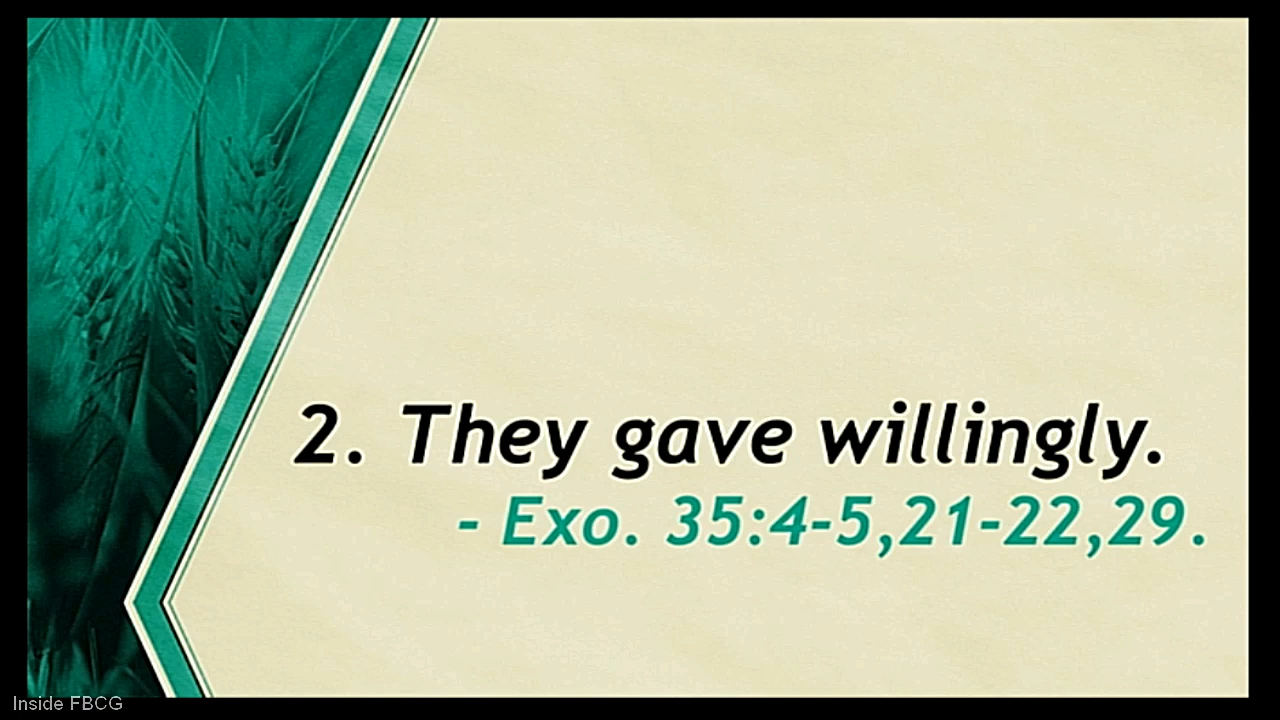 2. They gave willingly.
- Exo. 35:4-5,21-22,29.
Inside FBCG